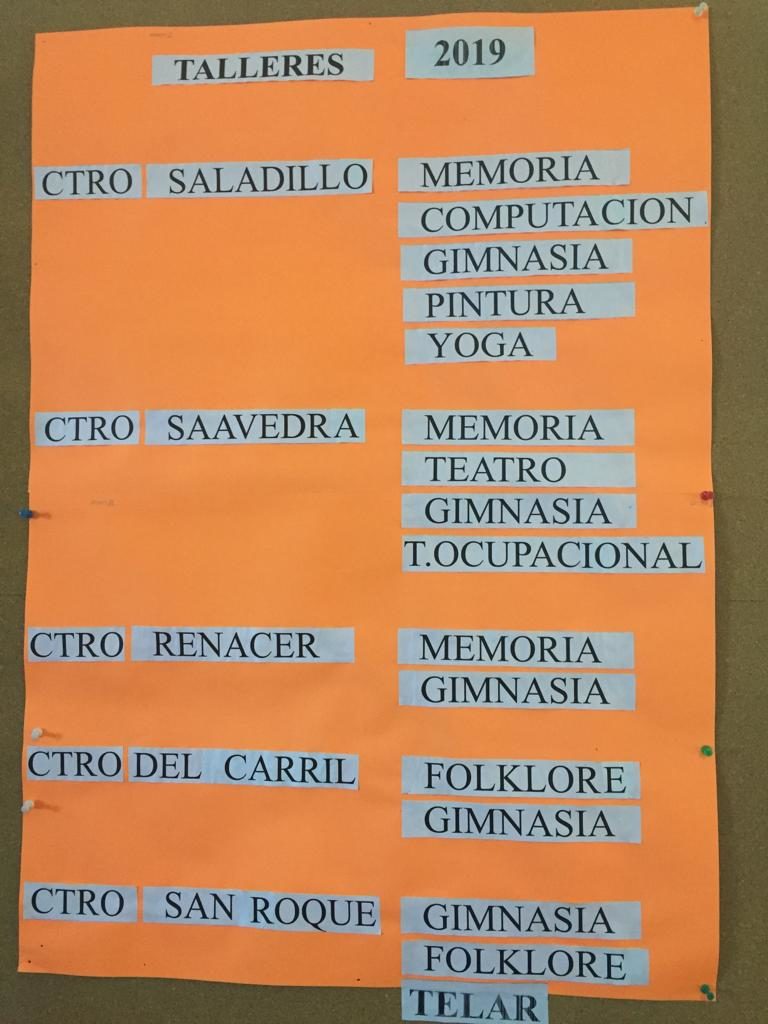 TALLERES 2019
CTRO SALADILLO MEMORIA
COMPUTACION
GIMNASIA
PINTURA
YOGA
CTRO SAAVEDRA MEMORIA
TEATRO
GIMNASIA
T.OCUPACIONAL
CTRO RENACER MEMORIA
GIMNASIA
CTRO DEL CARRIL FOLKLORE
GIMNASIA
CTRO SAN ROQUE GIMNASIA
FOLKLORE
TELAR